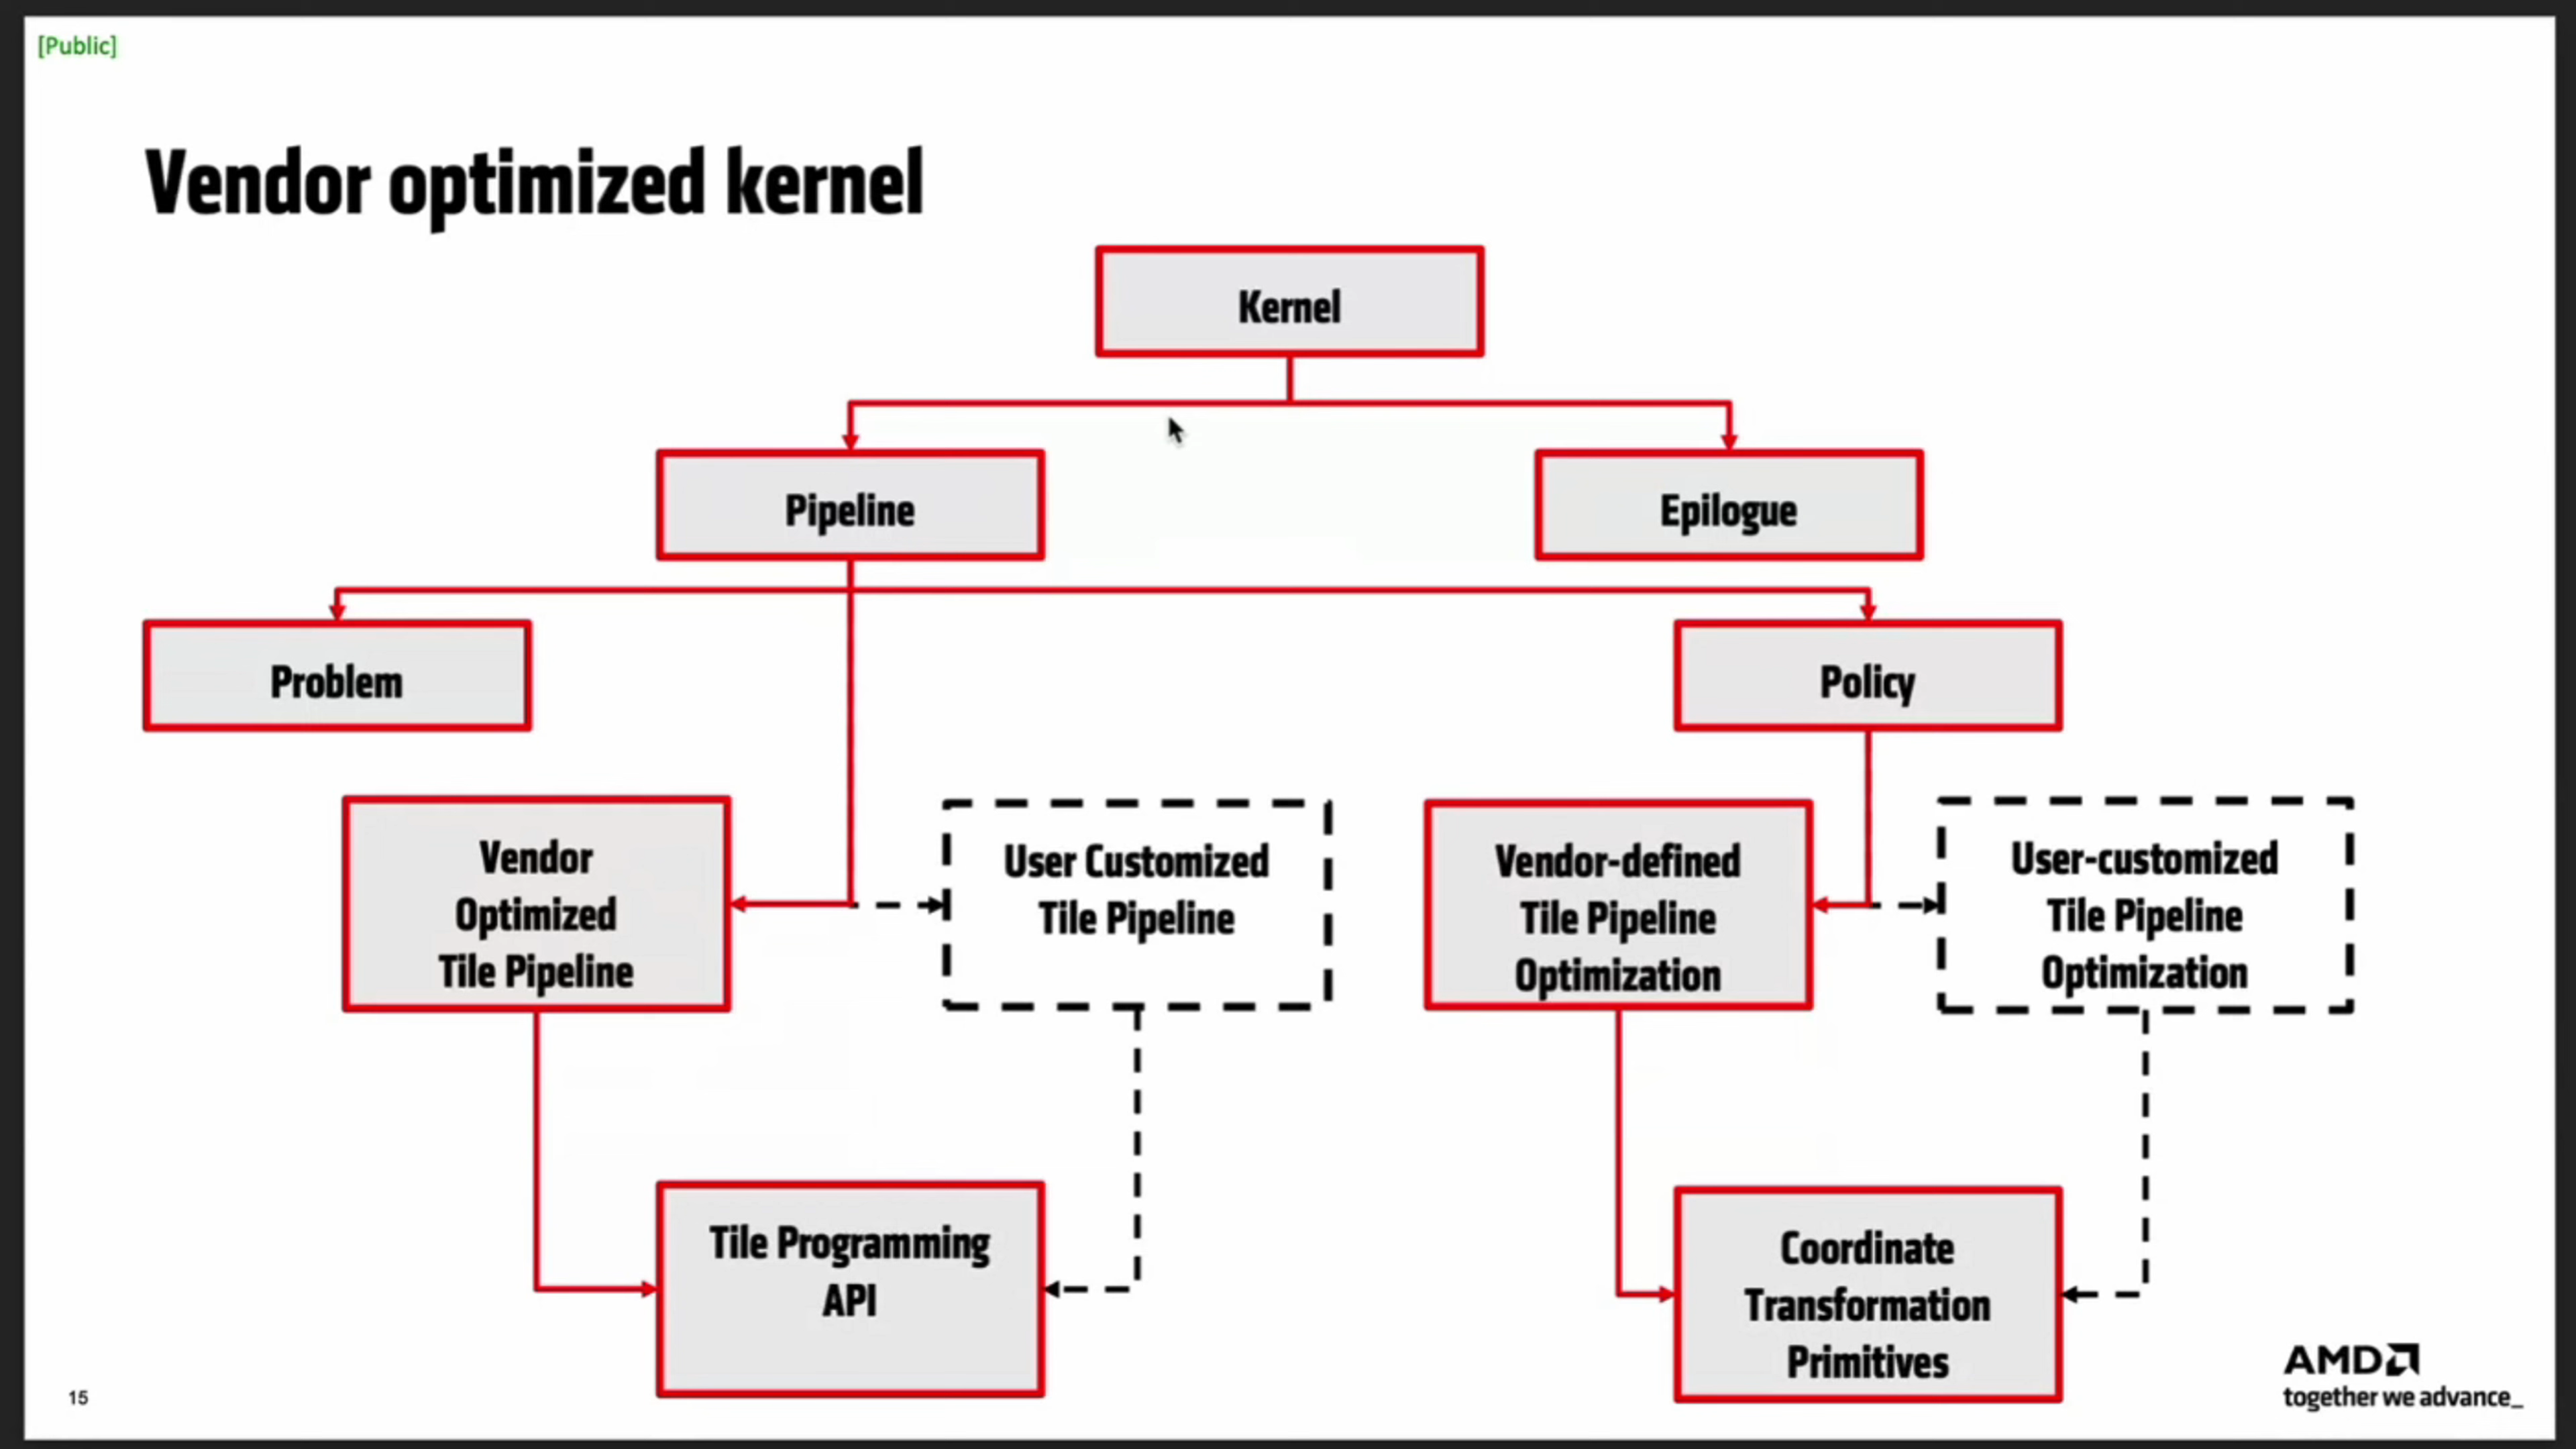 [Public]
Vendor optimized kernel
Kernel
Pipeline
Epilogue
Problem
Policy
Vendor
Optimized
Tile Pipeline
User Customized
Tile Pipeline
Vendor-defined
Tile Pipeline
Optimization
User-customized
Tile Pipeline
Optimization
Tile Programming
API
Coordinate
Transformation
Primitives
15
AMD
together we advance_